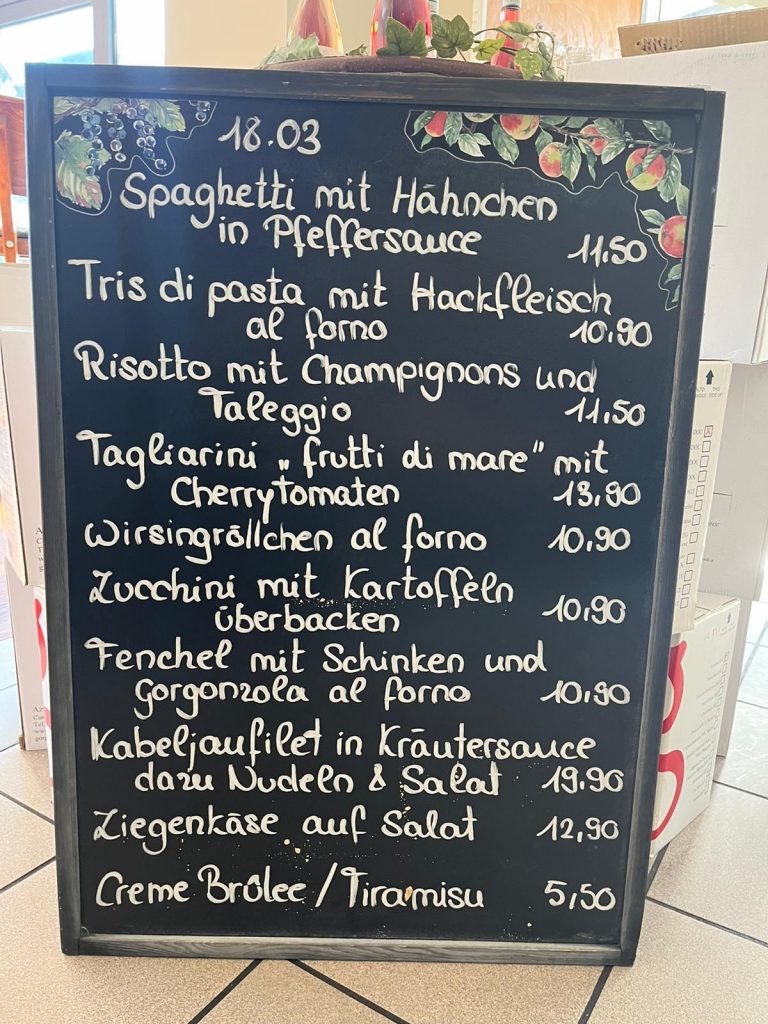 18.03
Spaghetti mit Hähnchen
in Pfeffersauce 11,50
Tris di pasta mit Hackfleisch
al forno 10,90
Risotto mit Champignons und
Taleggio 11,50
Tagliarini „frutti di mare" mit
Cherrytomaten 13,90
Wirsingröllchen al forno 10,90
Zucchini mit Kartoffeln
überbacken 10,90
Fenchel mit Schinken und
Gorgonzola al forno 10,90
Kabeljaufilet in Kräutersauce
dazu Nudeln & Salat 19,90
Ziegenkäse auf Salat 12,90
Creme Brûlee / Tiramisu 5,50